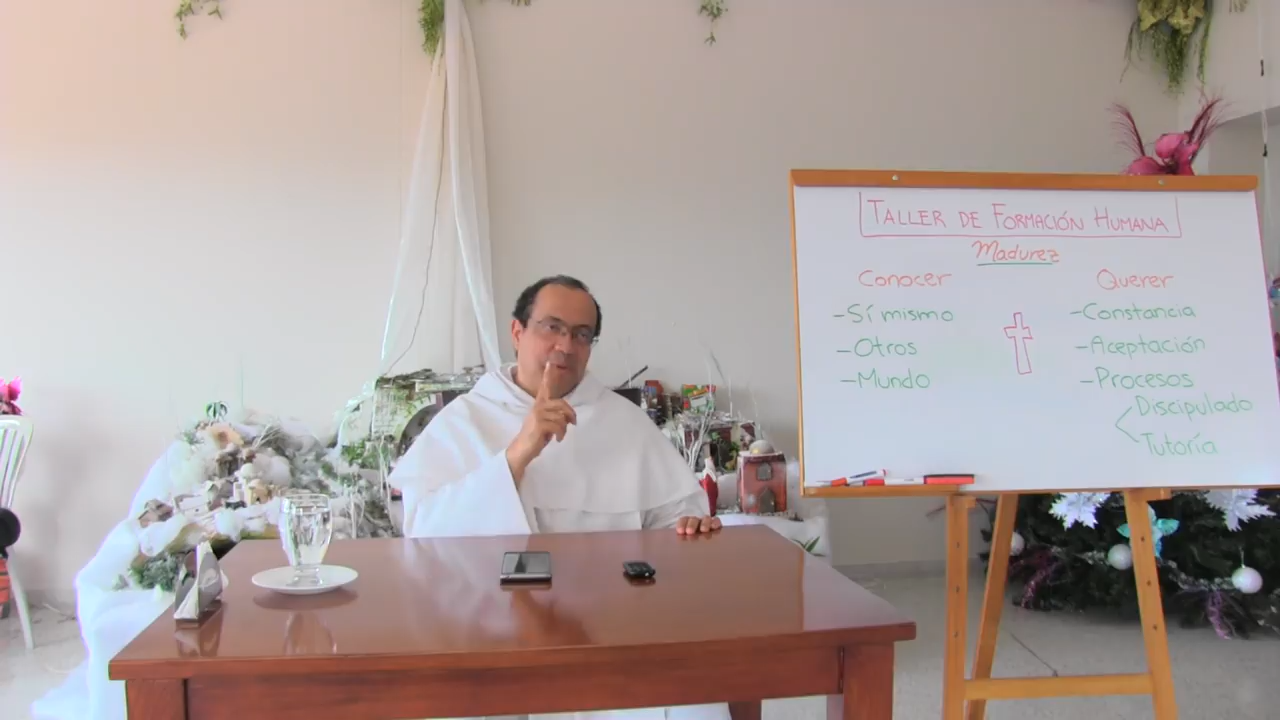 TALLER DE FORMACIÓN HUMANA
Madurez
Conocer
- Sí mismo
- Otros
- Mundo
Querer
- Constancia
- Aceptación
- Procesos
Discipulado
Tutoría